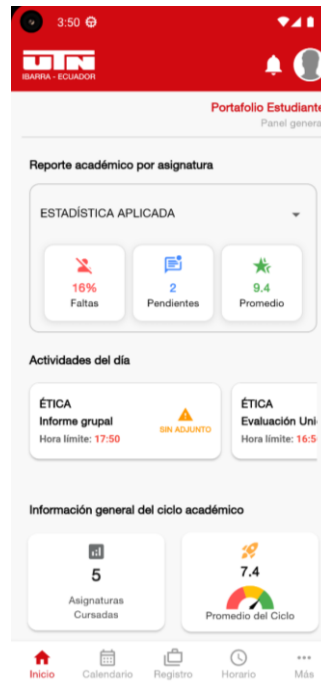 3:50
UTN
IBARRA - ECUADOR
Portafolio Estudiante
Panel genera
Reporte académico por asignatura
ESTADÍSTICA APLICADA
16%
Faltas
2
Pendientes
9.4
Promedio
Actividades del día
ÉTICA
Informe grupal
Hora límite: 17:50
SIN ADJUNTO
ÉTICA
Evaluación Uni
Hora límite: 16:5
Información general del ciclo académico
5
Asignaturas
Cursadas
7.4
Promedio del Ciclo
Inicio
Calendario
Registro
Horario
Más